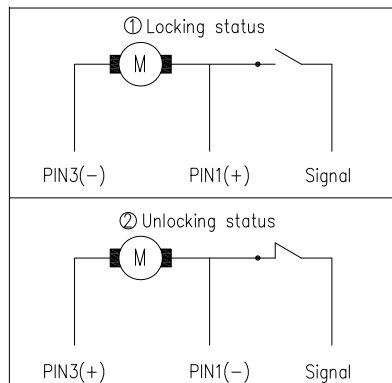 ① Locking status
M
PIN3(-) PIN1(+) Signal
② Unlocking status
M
PIN3(+) PIN1(-) Signal